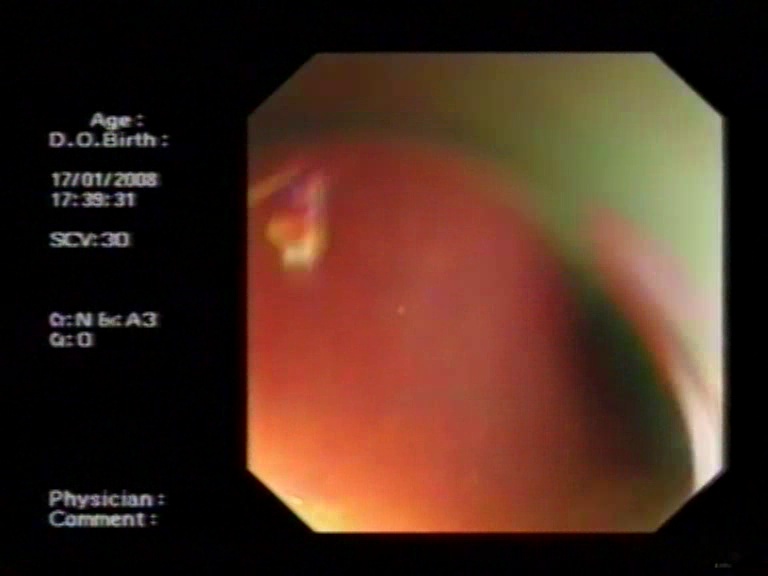 Age:
D.O.Birth:
17/01/2008
17:39:31
SCV:30
Physician:
Comment: